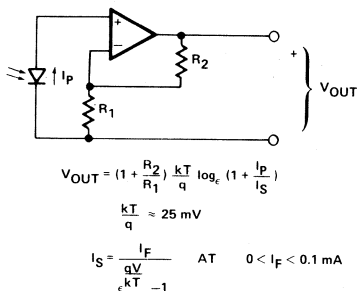 +
−
I_P
R_2
R_1
+
V_OUT
V_OUT = (1 + R_2/R_1) kT/q log_ϵ (1 + I_P/I_S)
kT/q ≈ 25 mV
I_S = I_F / (ϵ^(qV/kT) −1) AT 0 < I_F < 0.1 mA